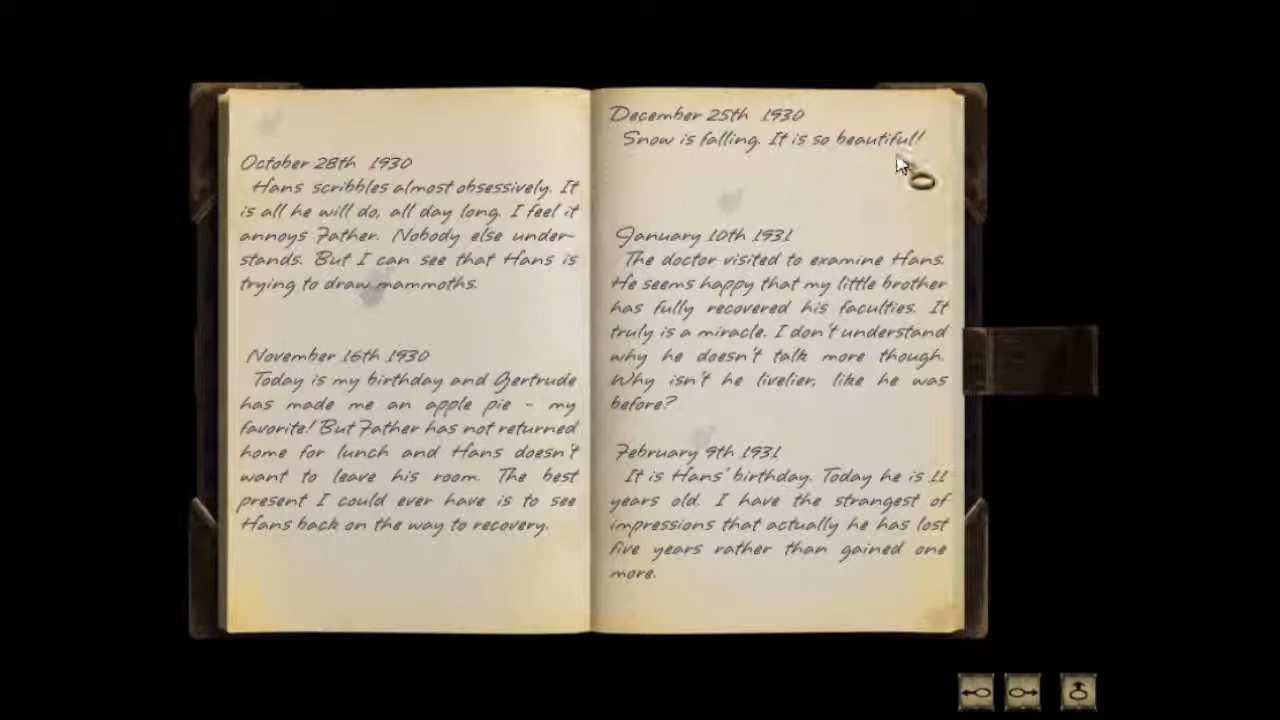 October 28th 1930
Hans scribbles almost obsessively. It
is all he will do, all day long. I feel it
annoys Father. Nobody else under-
stands. But I can see that Hans is
trying to draw mammoths.
November 16th 1930
Today is my birthday and Gertrude
has made me an apple pie - my
favorite! But Father has not returned
home for lunch and Hans doesn't
want to leave his room. The best
present I could ever have is to see
Hans back on the way to recovery.
December 25th 1930
Snow is falling. It is so beautiful!
January 10th 1931
The doctor visited to examine Hans.
He seems happy that my little brother
has fully recovered his faculties. It
truly is a miracle. I don't understand
why he doesn't talk more though.
Why isn't he livelier, like he was
before?
February 9th 1931
It is Hans' birthday. Today he is 11
years old. I have the strangest of
impressions that actually he has lost
five years rather than gained one
more.